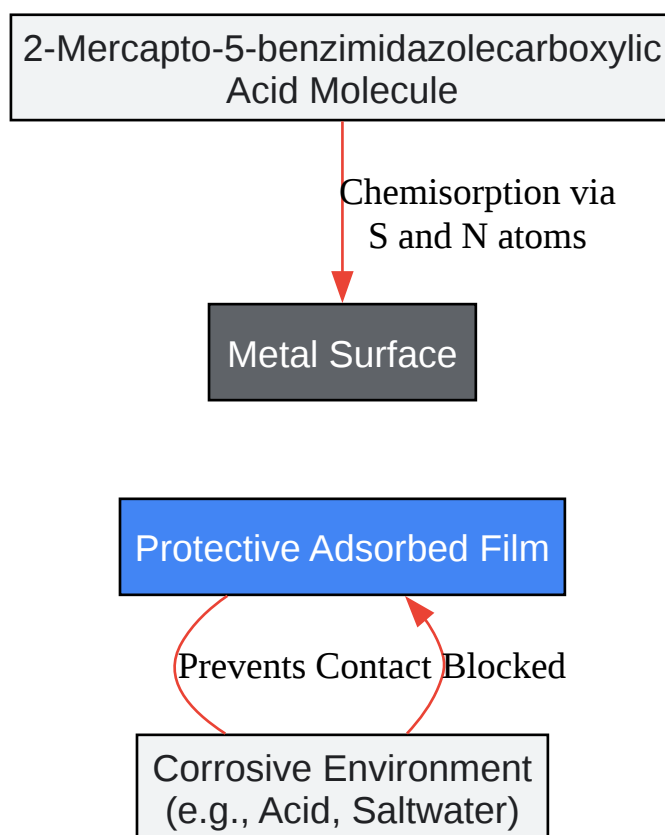 2-Mercapto-5-benzimidazolecarboxylic
Acid Molecule
Chemisorption via
S and N atoms
Metal Surface
Protective Adsorbed Film
Prevents Contact
Blocked
Corrosive Environment
(e.g., Acid, Saltwater)